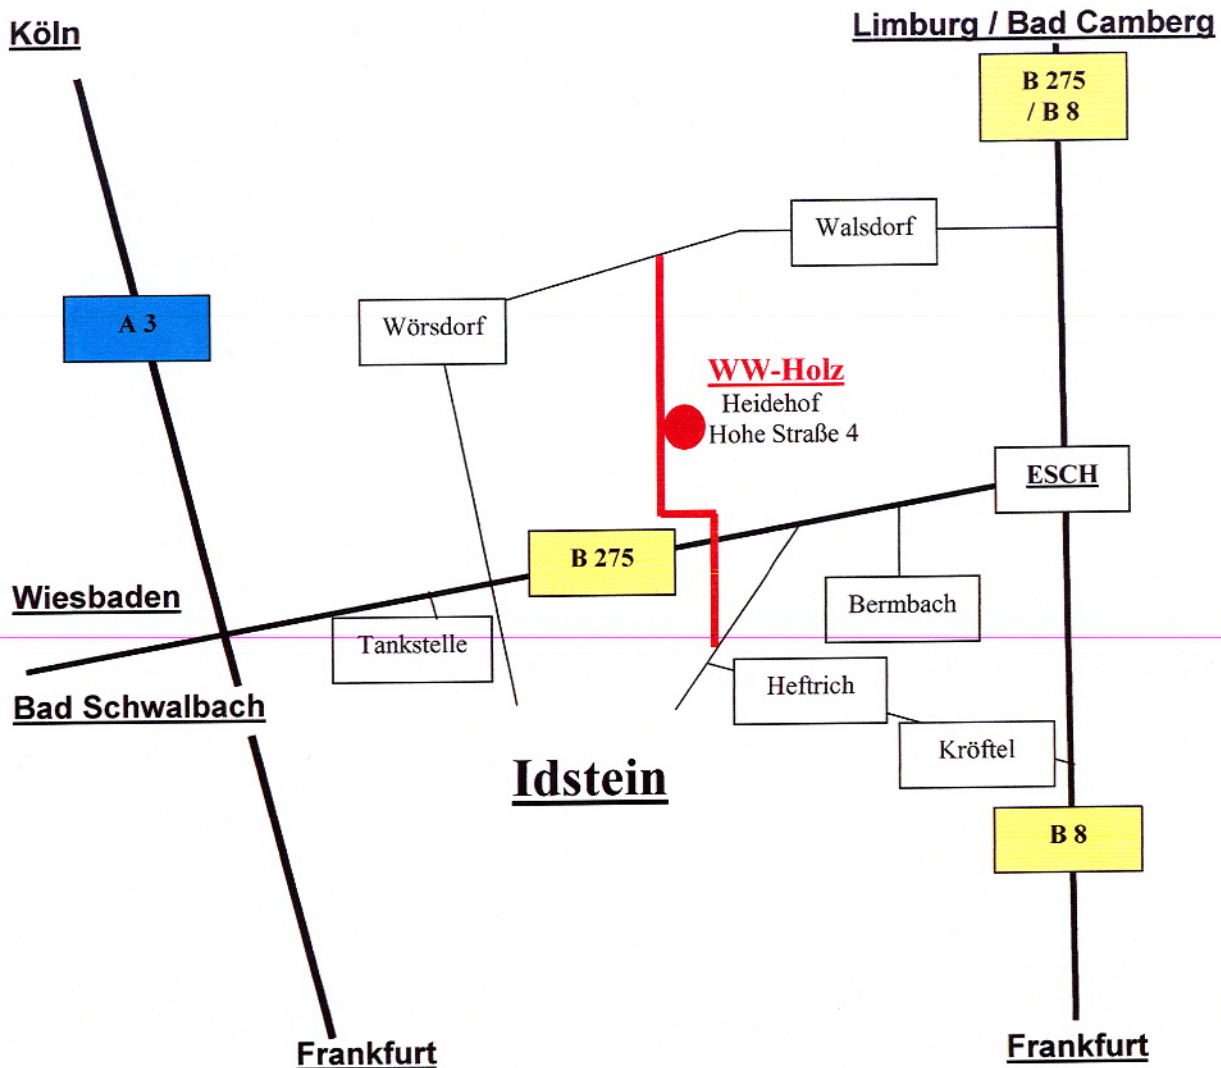 Köln
Limburg / Bad Camberg
B 275
/ B 8
Walsdorf
A 3
Wörsdorf
WW-Holz
Heidehof
Hohe Straße 4
ESCH
B 275
Wiesbaden
Bermbach
Tankstelle
Bad Schwalbach
Heftrich
Kröftel
Idstein
B 8
Frankfurt
Frankfurt